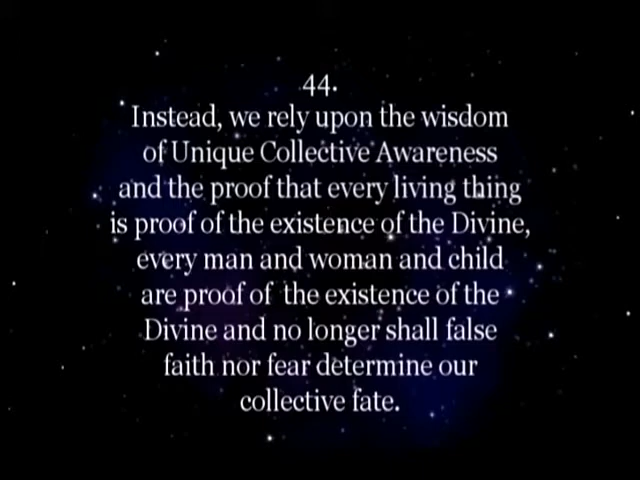 44.
Instead, we rely upon the wisdom
of Unique Collective Awareness
and the proof that every living thing
is proof of the existence of the Divine,
every man and woman and child
are proof of the existence of the
Divine and no longer shall false
faith nor fear determine our
collective fate.